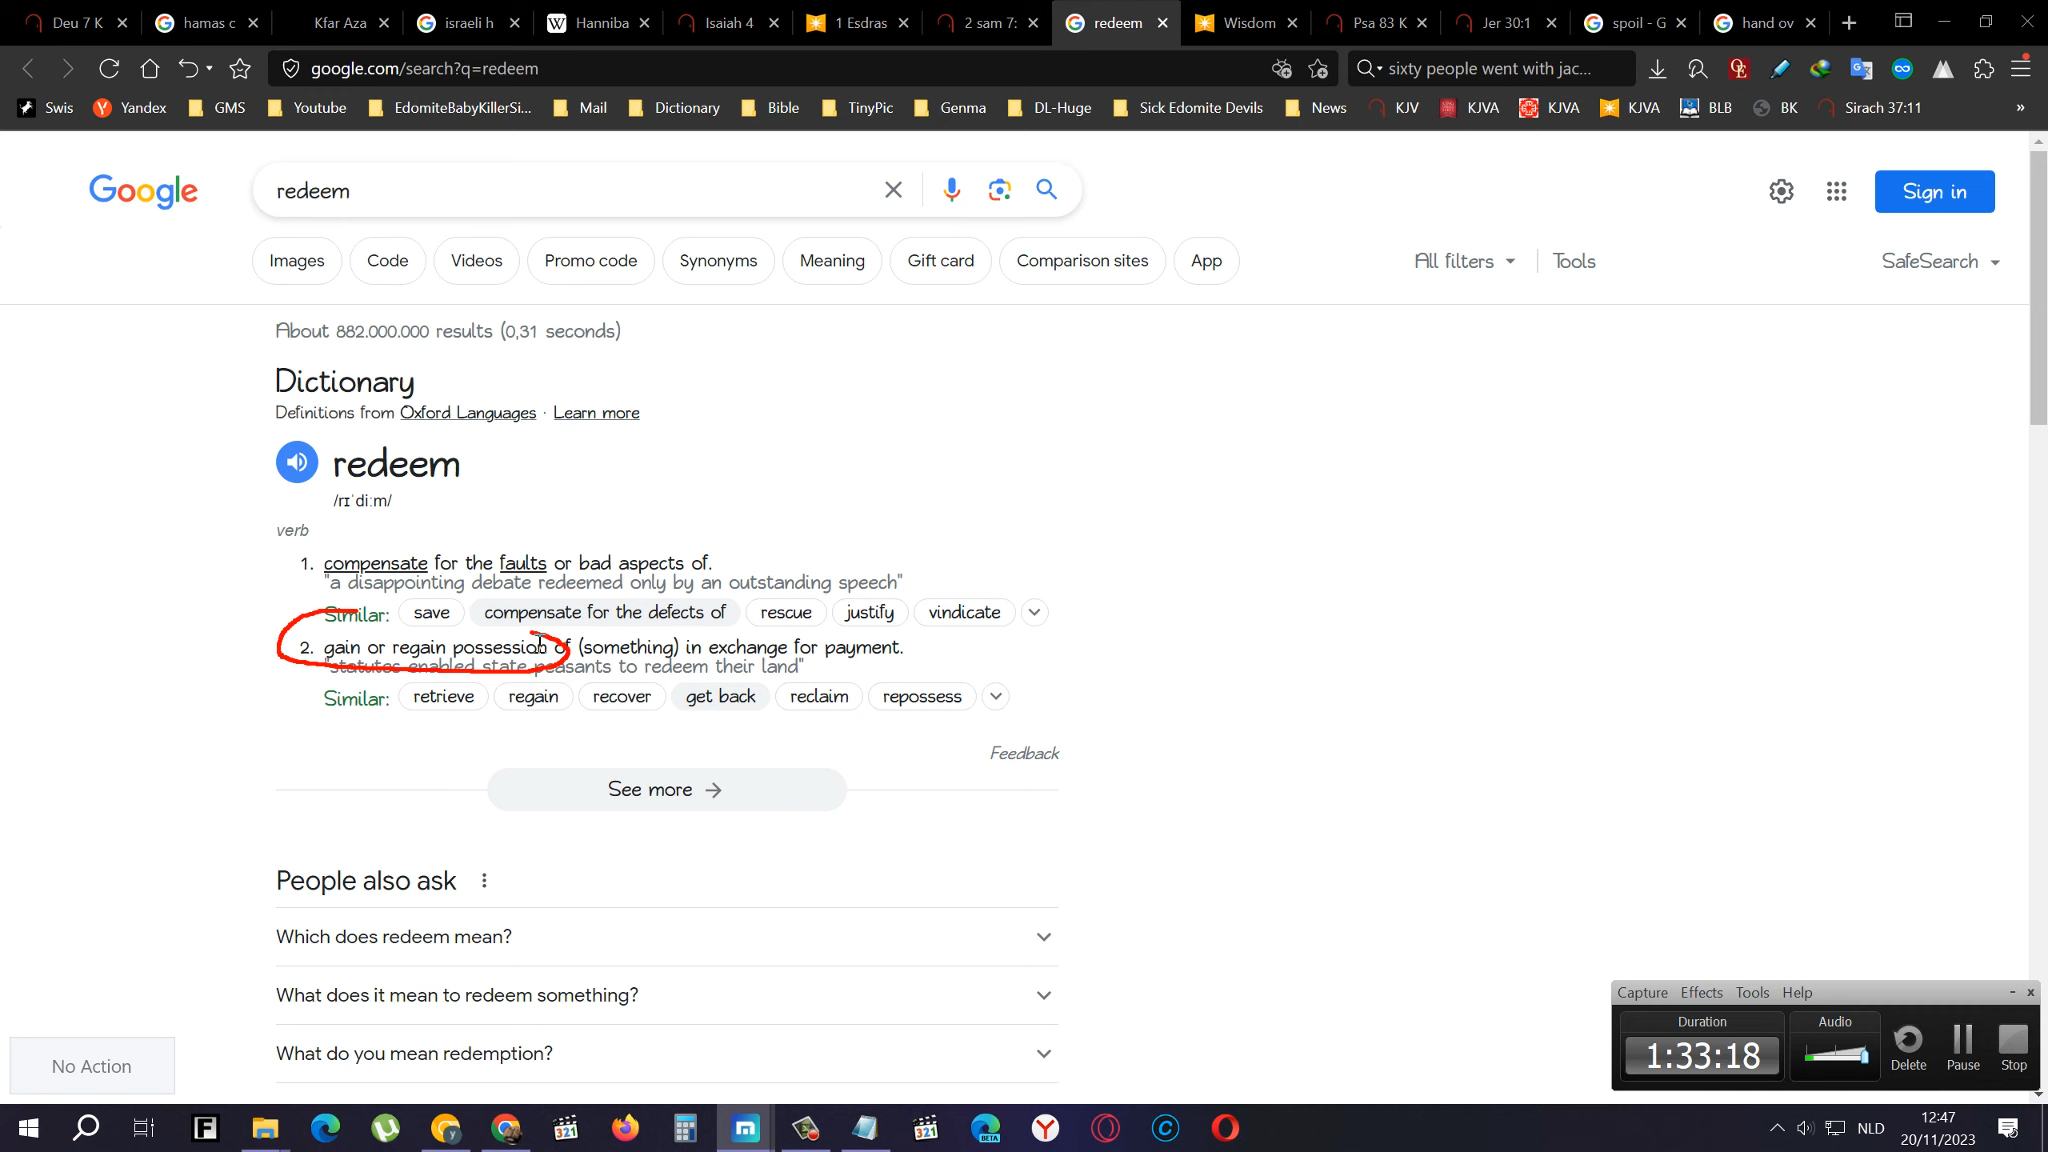 Deu 7 K
hamas c
Kfar Aza
israeli h
Hanniba
Isaiah 4
1 Esdras
2 sam 7:
redeem
Wisdom
Psa 83 K
Jer 30:1
spoil - G
hand ov
google.com/search?q=redeem
sixty people went with jac...
Swis
Yandex
GMS
Youtube
EdomiteBabyKillerSi...
Mail
Dictionary
Bible
TinyPic
Genma
DL-Huge
Sick Edomite Devils
News
KJV
KJVA
KJVA
KJVA
BLB
BK
Sirach 37:11
»
Google
redeem
Sign in
Images
Code
Videos
Promo code
Synonyms
Meaning
Gift card
Comparison sites
App
All filters
Tools
SafeSearch
About 882.000.000 results (0,31 seconds)
Dictionary
Definitions from Oxford Languages · Learn more
redeem
/rɪˈdiːm/
verb
1. compensate for the faults or bad aspects of.
"a disappointing debate redeemed only by an outstanding speech"
Similar: save compensate for the defects of rescue justify vindicate
2. gain or regain possession of (something) in exchange for payment.
"statutes enabled state peasants to redeem their land"
Similar: retrieve regain recover get back reclaim repossess
Feedback
See more
People also ask
Which does redeem mean?
What does it mean to redeem something?
What do you mean redemption?
No Action
Capture Effects Tools Help
Duration
1:33:18
Audio
Delete
Pause
Stop
321
321
BETA
NLD
12:47
20/11/2023